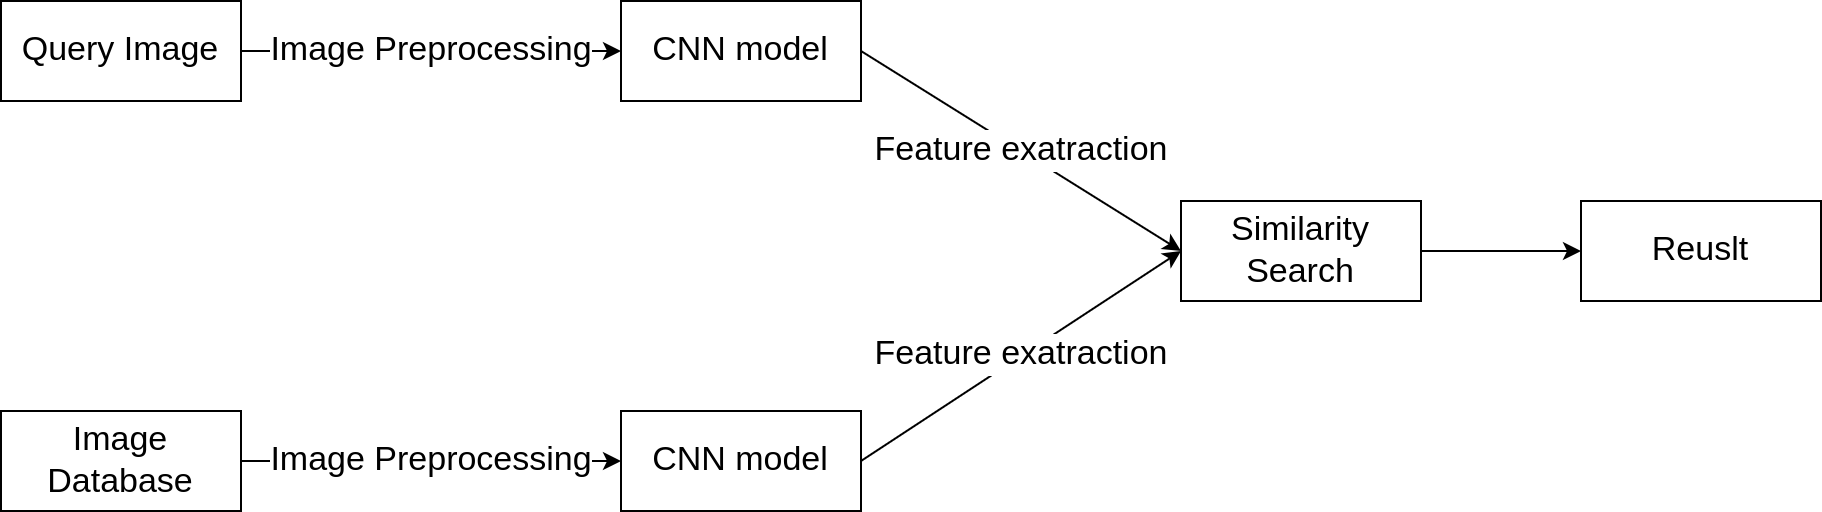 Query Image
Image Preprocessing
CNN model
Feature exatraction
Similarity
Search
Reuslt
Feature exatraction
Image
Database
Image Preprocessing
CNN model